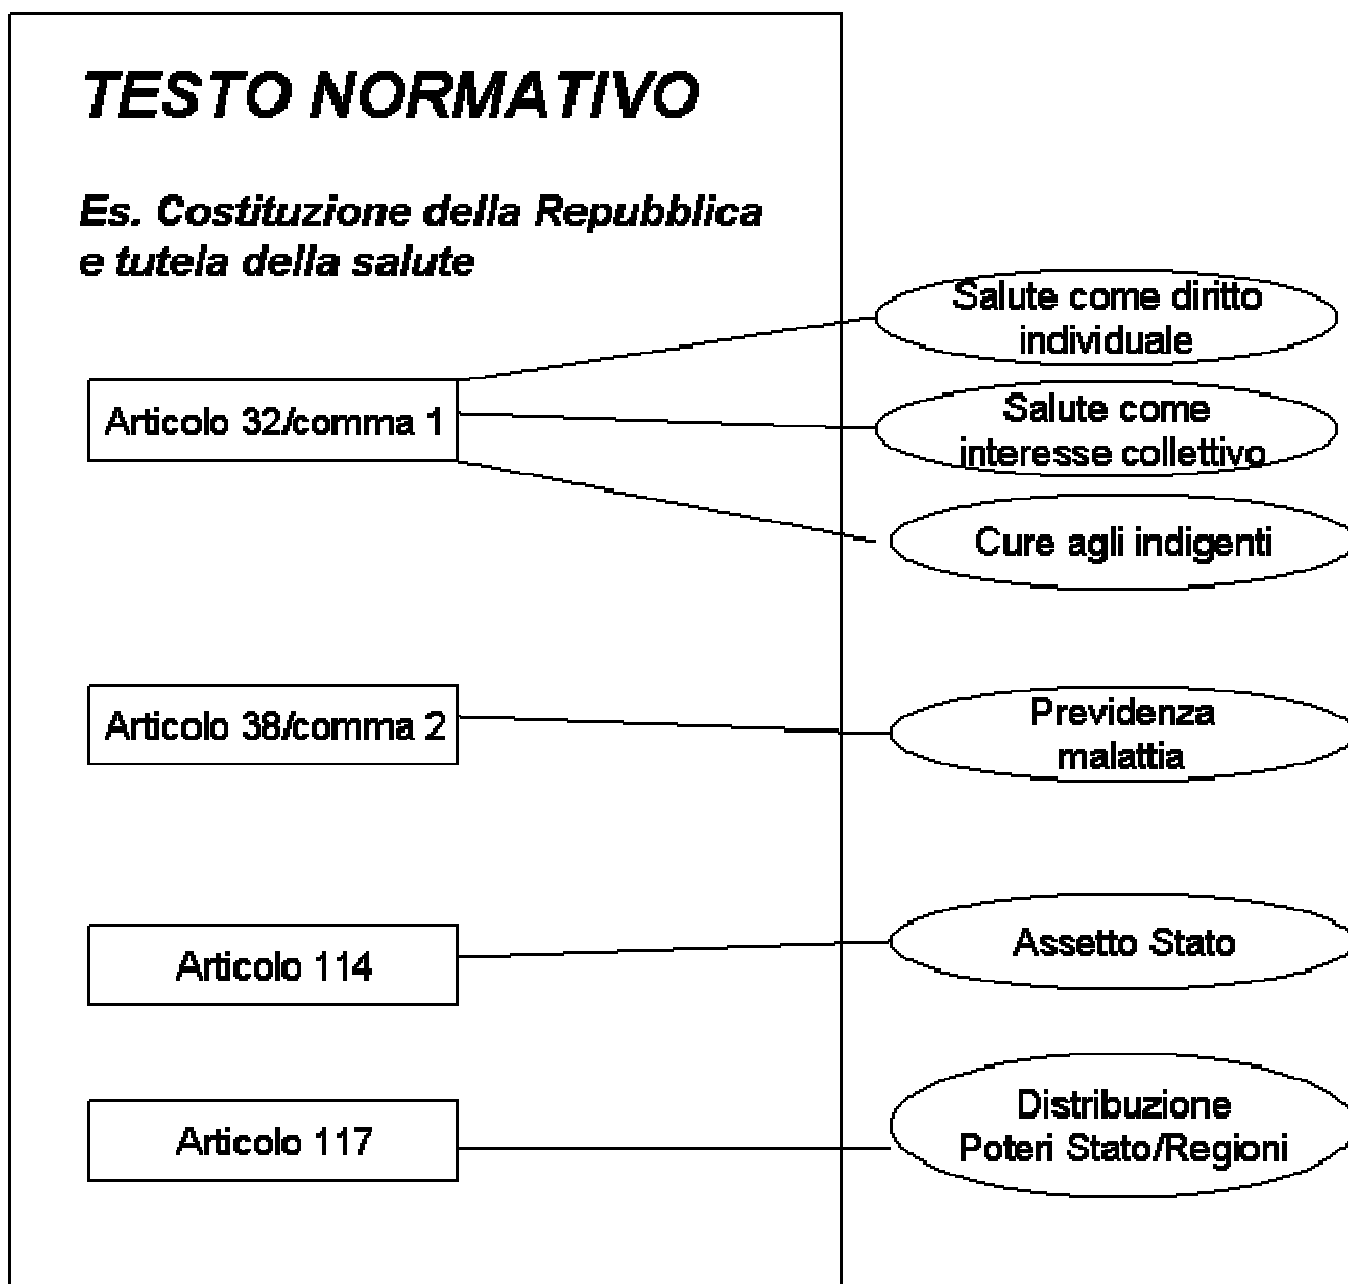 TESTO NORMATIVO
Es. Costituzione della Repubblica
e tutela della salute
Articolo 32/comma 1
Salute come diritto
individuale
Salute come
interesse collettivo
Cure agli indigenti
Articolo 38/comma 2
Previdenza
malattia
Articolo 114
Assetto Stato
Articolo 117
Distribuzione
Poteri Stato/Regioni